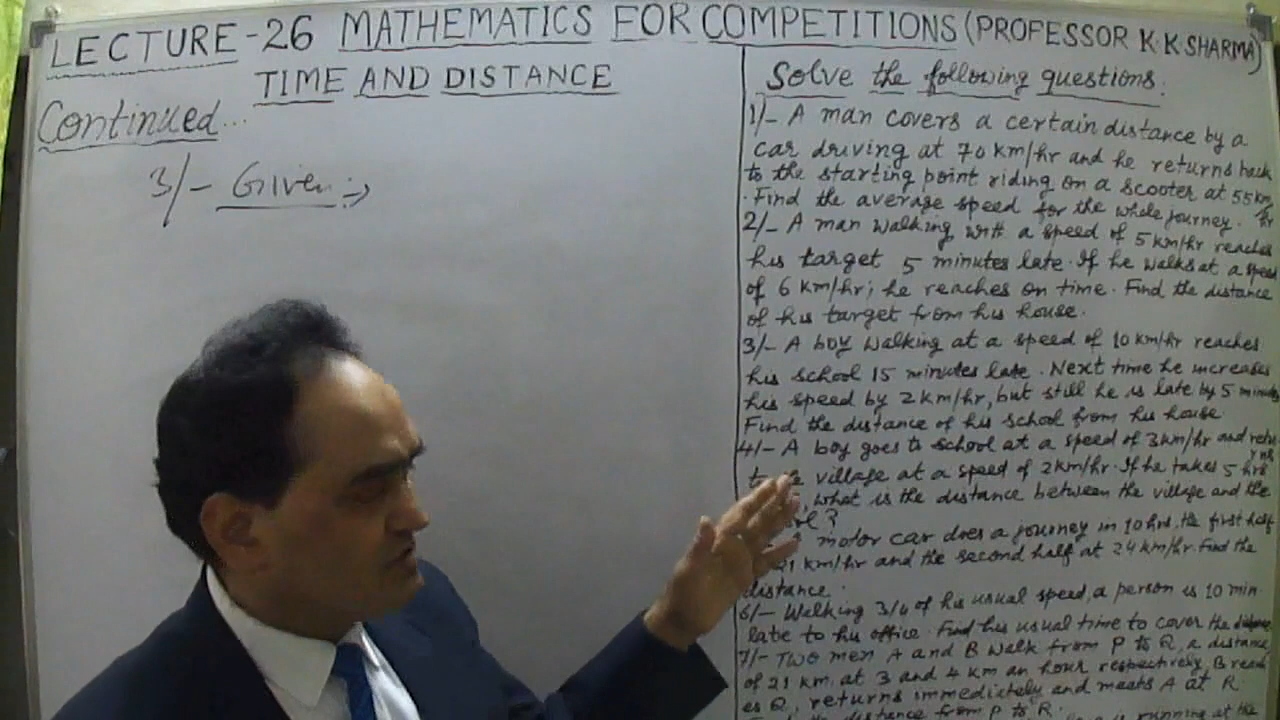 LECTURE-26 MATHEMATICS FOR COMPETITIONS (PROFESSOR K.K.SHARMA)
TIME AND DISTANCE
Continued...
3/- Given:→
Solve the following questions:
1/- A man covers a certain distance by a
car driving at 70 km/hr and he returns back
to the starting point riding on a scooter at 55 km/hr
. Find the average speed for the whole journey.
2/- A man walking with a speed of 5 km/hr reaches
his target 5 minutes late. If he walks at a speed
of 6 km/hr; he reaches on time. Find the distance
of his target from his house.
3/- A boy walking at a speed of 10 km/hr reaches
his school 15 minutes late. Next time he increases
his speed by 2 km/hr, but still he is late by 5 minutes
Find the distance of his school from his house.
4/- A boy goes to school at a speed of 3 km/hr and returns
village at a speed of 2 km/hr. If he takes 5 hrs
, what is the distance between the village and the
?
motor car does a journey in 10 hrs, the first half
21 km/hr and the second half at 24 km/hr. Find the
distance.
6/- Walking 3/4 of his usual speed, a person is 10 min
late to his office. Find his usual time to cover the distance
7/- Two men A and B walk from P to Q, a distance
of 21 km, at 3 and 4 km an hour respectively. B reach
es Q, returns immediately and meets A at R
distance from P to R.
is running at the